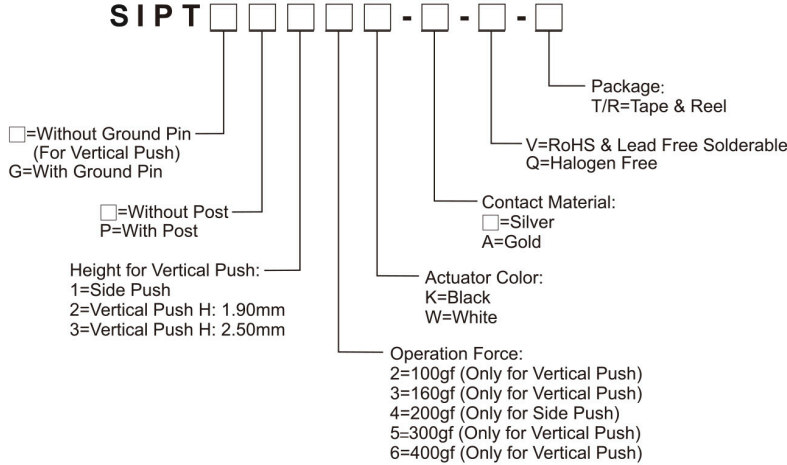 SIPT□□□□□-□-□-□
Package:
T/R=Tape & Reel
□=Without Ground Pin
(For Vertical Push)
G=With Ground Pin
V=RoHS & Lead Free Solderable
Q=Halogen Free
□=Without Post
P=With Post
Contact Material:
□=Silver
A=Gold
Height for Vertical Push:
1=Side Push
2=Vertical Push H: 1.90mm
3=Vertical Push H: 2.50mm
Actuator Color:
K=Black
W=White
Operation Force:
2=100gf (Only for Vertical Push)
3=160gf (Only for Vertical Push)
4=200gf (Only for Side Push)
5=300gf (Only for Vertical Push)
6=400gf (Only for Vertical Push)